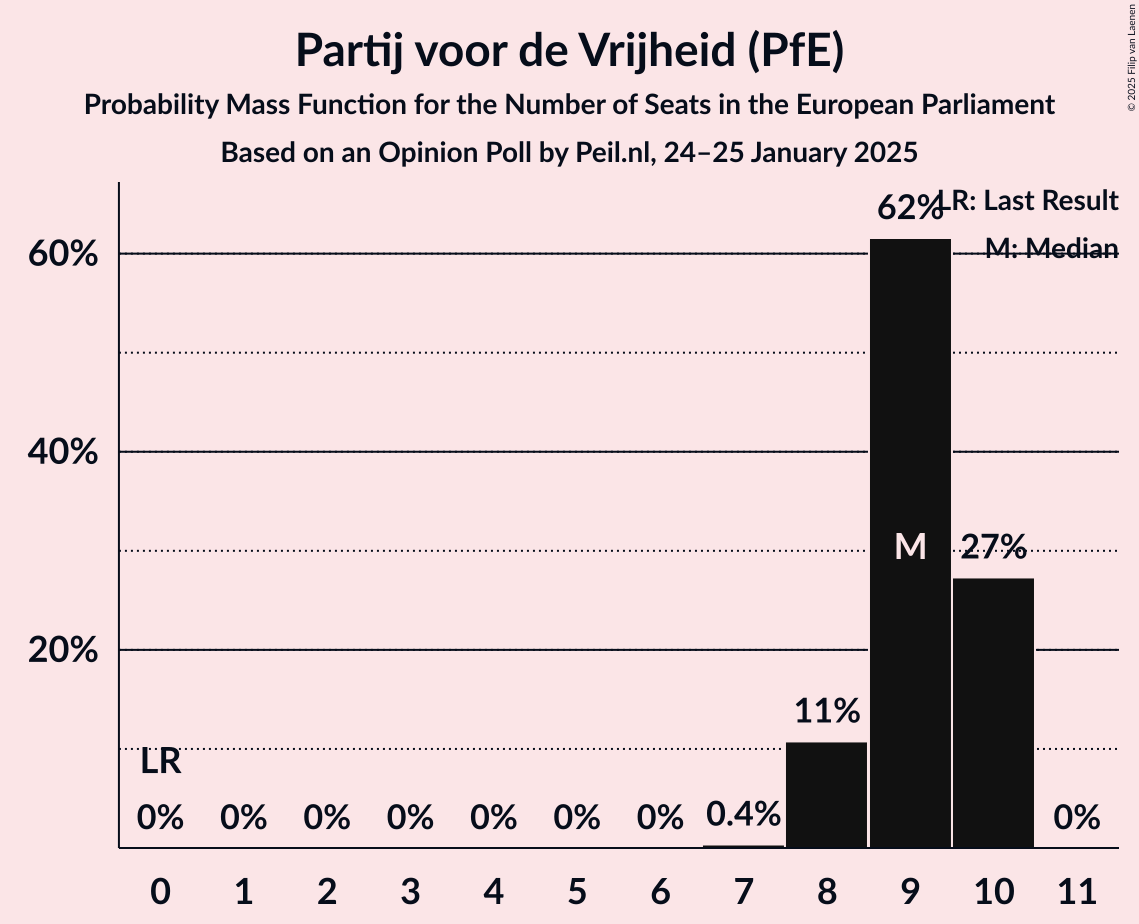 Partij voor de Vrijheid (PfE)
Probability Mass Function for the Number of Seats in the European Parliament
Based on an Opinion Poll by Peil.nl, 24–25 January 2025
© 2025 Filip van Laenen
LR: Last Result
M: Median
60%
40%
20%
LR
0% 0% 0% 0% 0% 0% 0% 0.4% 11% 62% 27% 0%
M
0 1 2 3 4 5 6 7 8 9 10 11